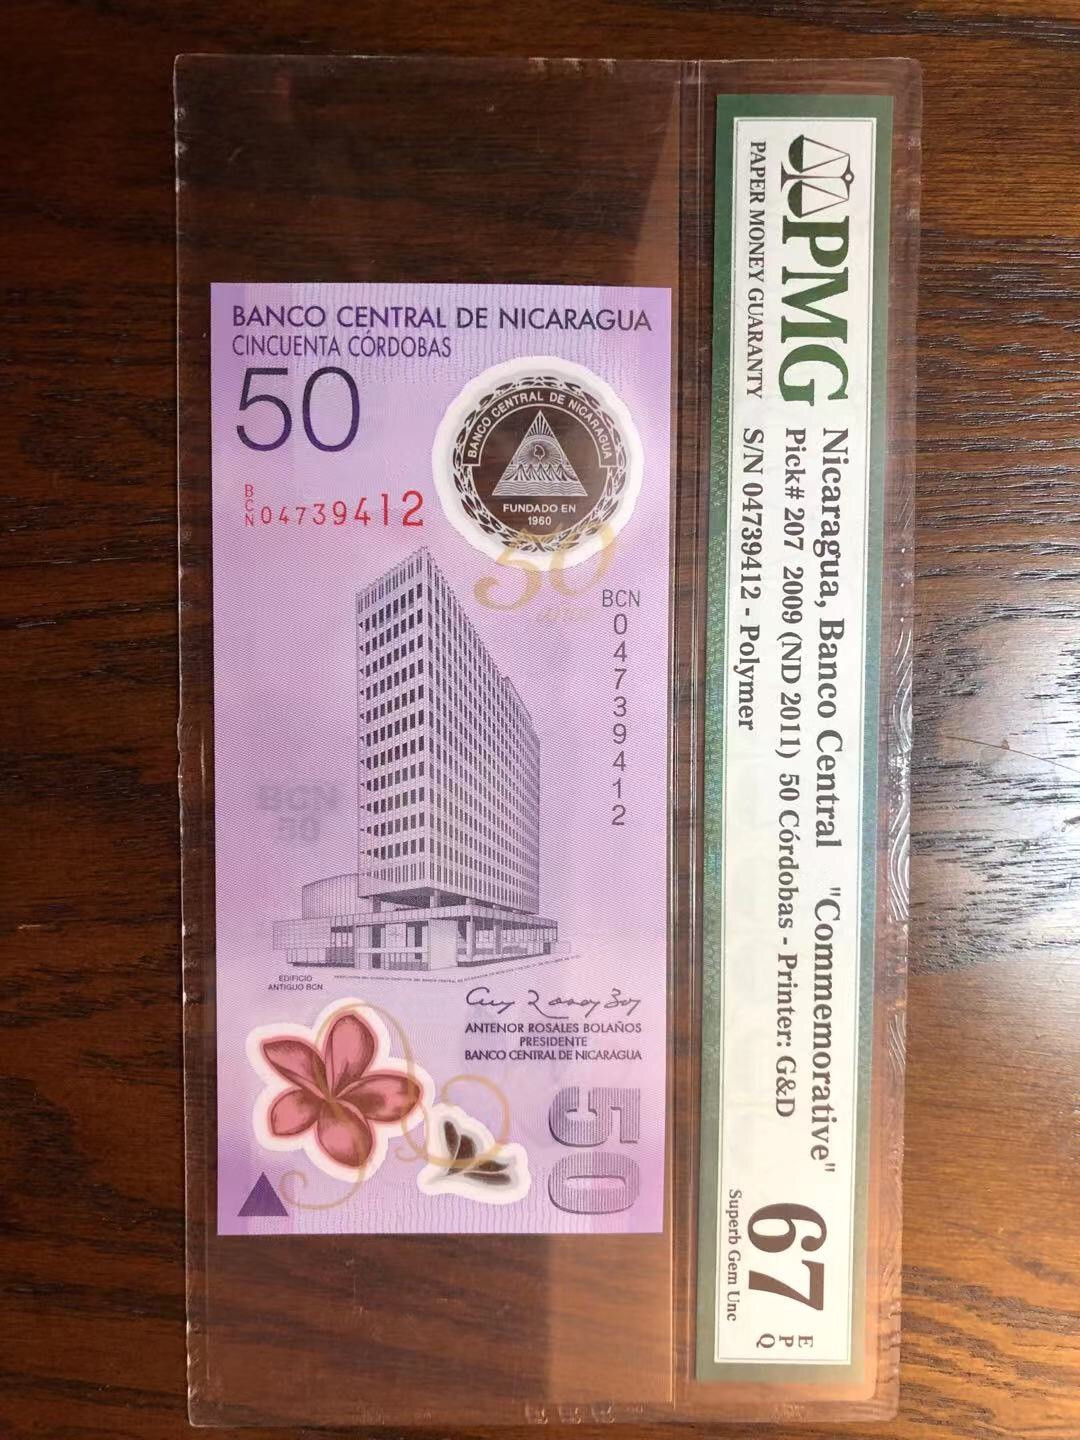 BANCO CENTRAL DE NICARAGUA
CINCUENTA CÓRDOBAS
50
BANCO CENTRAL DE NICARAGUA
FUNDADO EN
1960
BCN 04739412
50
años
BCN
04739412
BCN
50
EDIFICIO
ANTIGUO BCN
ANTENOR ROSALES BOLAÑOS
PRESIDENTE
BANCO CENTRAL DE NICARAGUA
50
PMG
PAPER MONEY GUARANTY
Nicaragua, Banco Central "Commemorative"
Pick# 207 2009 (ND 2011) 50 Córdobas - Printer: G&D
S/N 04739412 - Polymer
67
EPQ
Superb Gem Unc